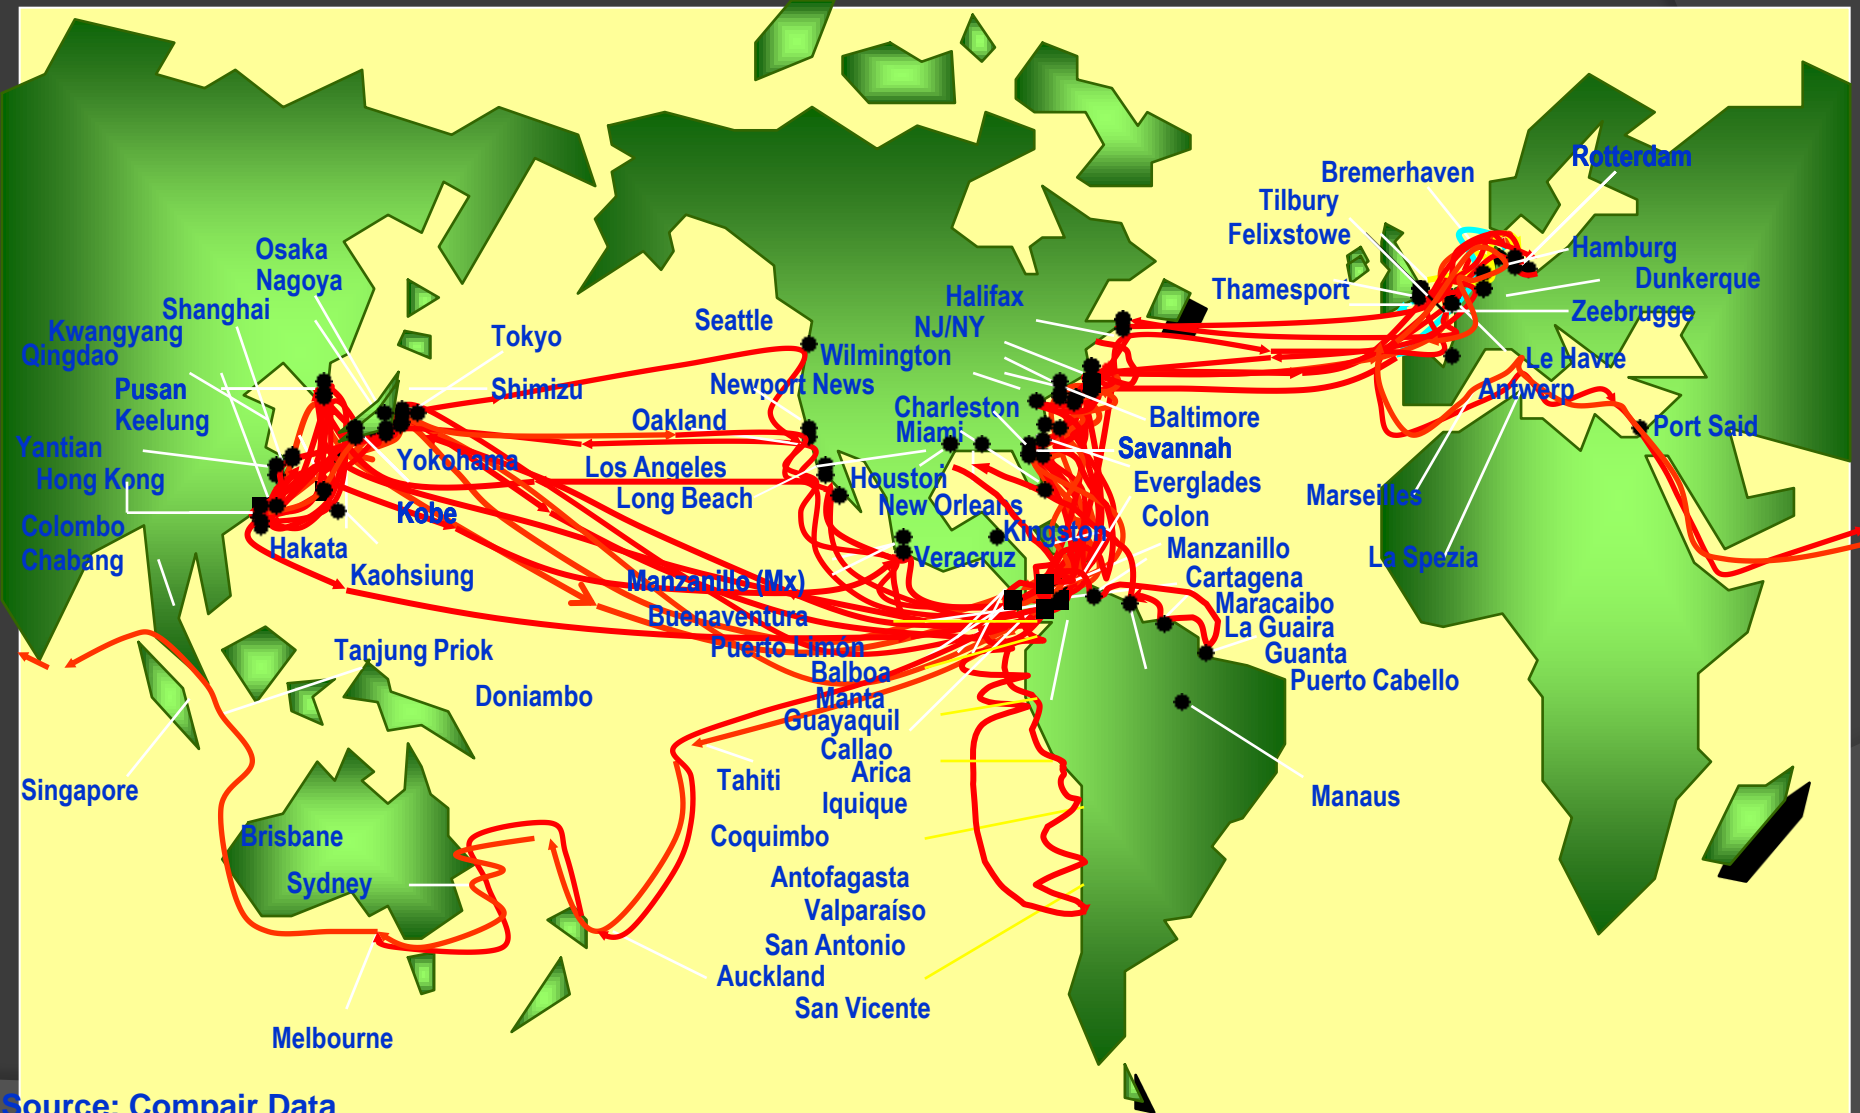 Rotterdam
Bremerhaven
Tilbury
Felixstowe
Hamburg
Dunkerque
Thamesport
Zeebrugge
Le Havre
Antwerp
Port Said
Marseilles
La Spezia
Osaka
Nagoya
Shanghai
Kwangyang
Qingdao
Pusan
Keelung
Yantian
Hong Kong
Colombo
Chabang
Tokyo
Shimizu
Yokohama
Kobe
Hakata
Kaohsiung
Seattle
Oakland
Los Angeles
Long Beach
Halifax
NJ/NY
Wilmington
Newport News
Charleston
Miami
Houston
New Orleans
Kingston
Veracruz
Baltimore
Savannah
Everglades
Colon
Manzanillo
Cartagena
Maracaibo
La Guaira
Guanta
Puerto Cabello
Manzanillo (Mx)
Buenaventura
Puerto Limón
Balboa
Manta
Guayaquil
Callao
Arica
Iquique
Coquimbo
Antofagasta
Valparaíso
San Antonio
San Vicente
Manaus
Tanjung Priok
Doniambo
Singapore
Tahiti
Brisbane
Sydney
Auckland
Melbourne
Source: Compair Data